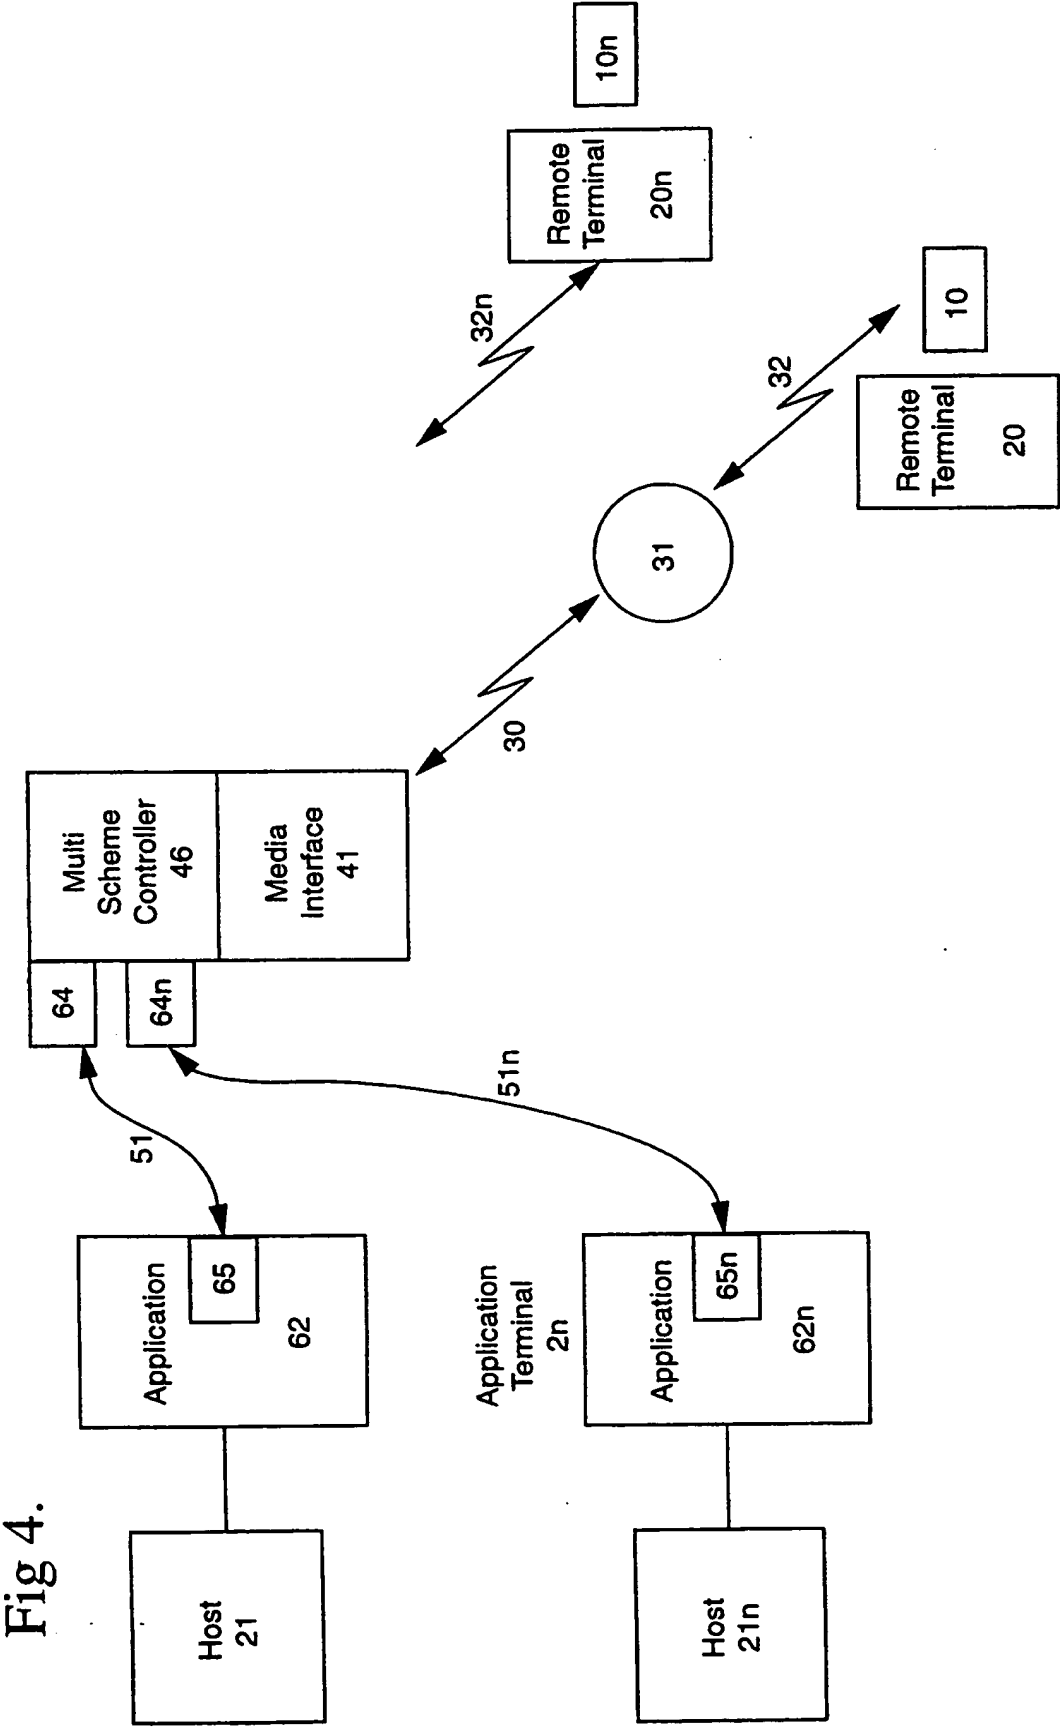 Fig 4.
Host
21
Application
65
62
51
64
64n
Multi
Scheme
Controller
46
Media
Interface
41
Host
21n
Application
Terminal
2n
Application
65n
62n
51n
30
31
32n
32
Remote
Terminal
20n
10n
Remote
Terminal
20
10